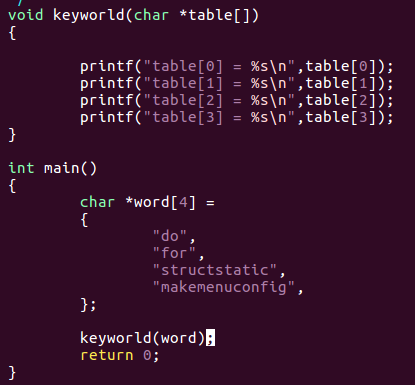 /
void keyworld(char *table[])
{
printf("table[0] = %s\n",table[0]);
printf("table[1] = %s\n",table[1]);
printf("table[2] = %s\n",table[2]);
printf("table[3] = %s\n",table[3]);
}
int main()
{
char *word[4] =
{
"do",
"for",
"structstatic",
"makemenuconfig",
};
keyworld(word);
return 0;
}